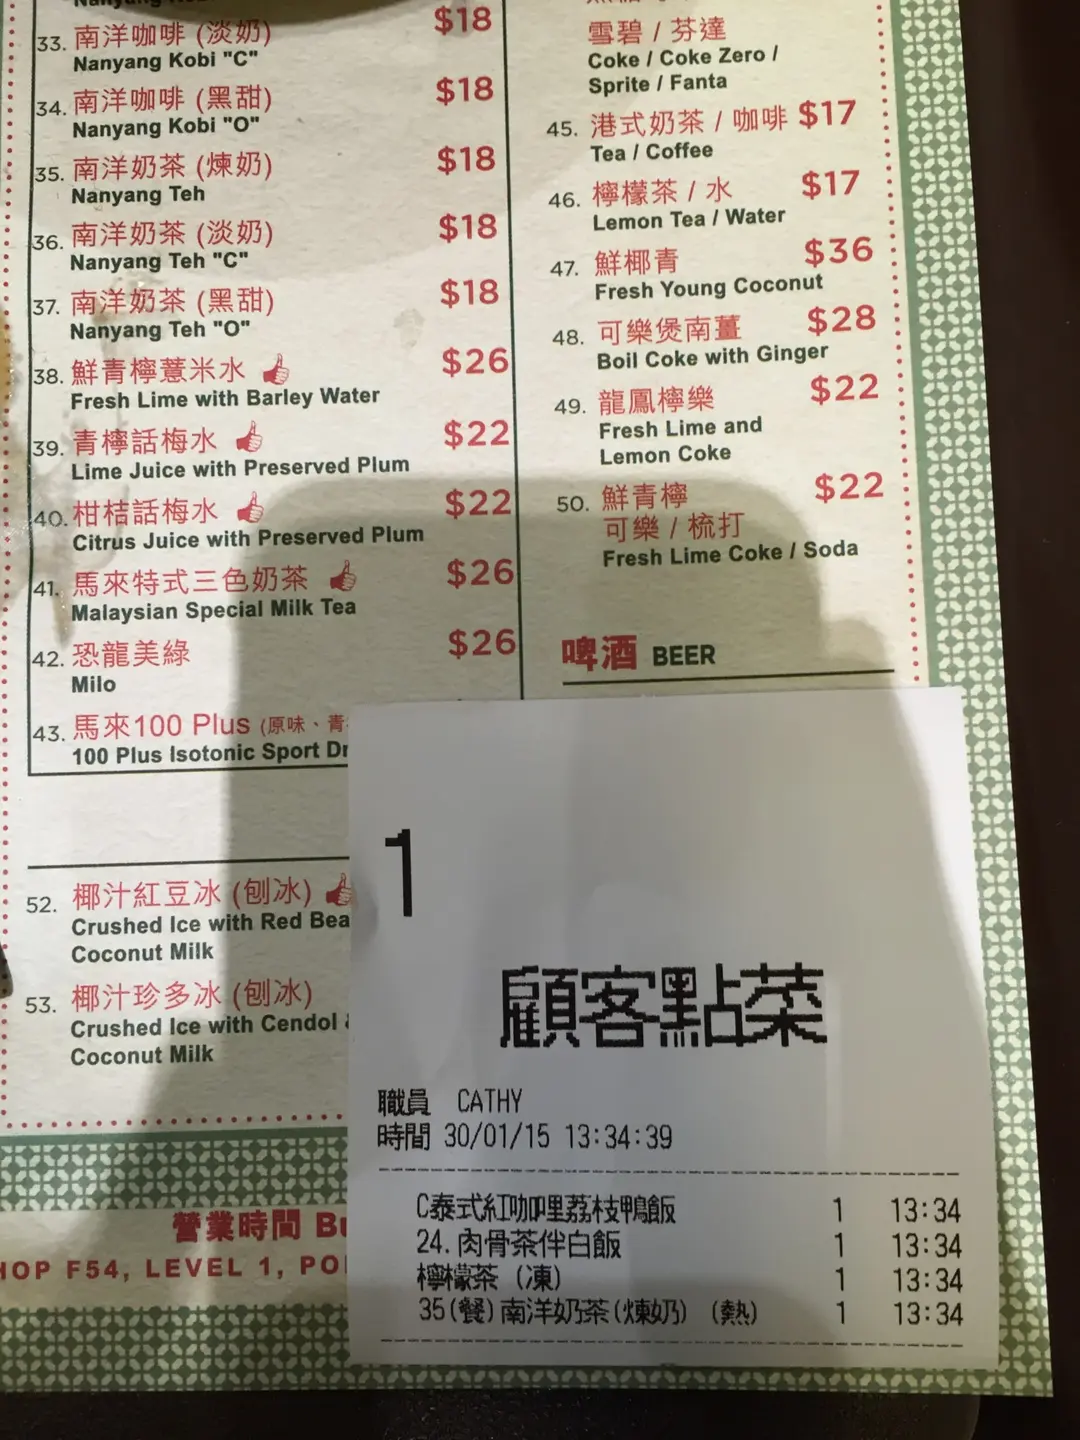 33. 南洋咖啡 (淡奶) $18
Nanyang Kobi "C"
34. 南洋咖啡 (黑甜) $18
Nanyang Kobi "O"
35. 南洋奶茶 (煉奶) $18
Nanyang Teh
36. 南洋奶茶 (淡奶) $18
Nanyang Teh "C"
37. 南洋奶茶 (黑甜) $18
Nanyang Teh "O"
38. 鮮青檸薏米水 $26
Fresh Lime with Barley Water
39. 青檸話梅水 $22
Lime Juice with Preserved Plum
40. 柑桔話梅水 $22
Citrus Juice with Preserved Plum
41. 馬來特式三色奶茶 $26
Malaysian Special Milk Tea
42. 恐龍美綠 $26
Milo
43. 馬來100 Plus (原味、青
100 Plus Isotonic Sport Dr
52. 椰汁紅豆冰 (刨冰)
Crushed Ice with Red Bea
Coconut Milk
53. 椰汁珍多冰 (刨冰)
Crushed Ice with Cendol &
Coconut Milk
雪碧 / 芬達
Coke / Coke Zero /
Sprite / Fanta
45. 港式奶茶 / 咖啡 $17
Tea / Coffee
46. 檸檬茶 / 水 $17
Lemon Tea / Water
47. 鮮椰青 $36
Fresh Young Coconut
48. 可樂煲南薑 $28
Boil Coke with Ginger
49. 龍鳳檸樂 $22
Fresh Lime and
Lemon Coke
50. 鮮青檸 $22
可樂 / 梳打
Fresh Lime Coke / Soda
啤酒 BEER
營業時間 Bu
HOP F54, LEVEL 1, PO
1
顧客點菜
職員 CATHY
時間 30/01/15 13:34:39
C泰式紅咖哩荔枝鴨飯 1 13:34
24. 肉骨茶伴白飯 1 13:34
檸檬茶 (凍) 1 13:34
35(餐)南洋奶茶(煉奶) (熱) 1 13:34